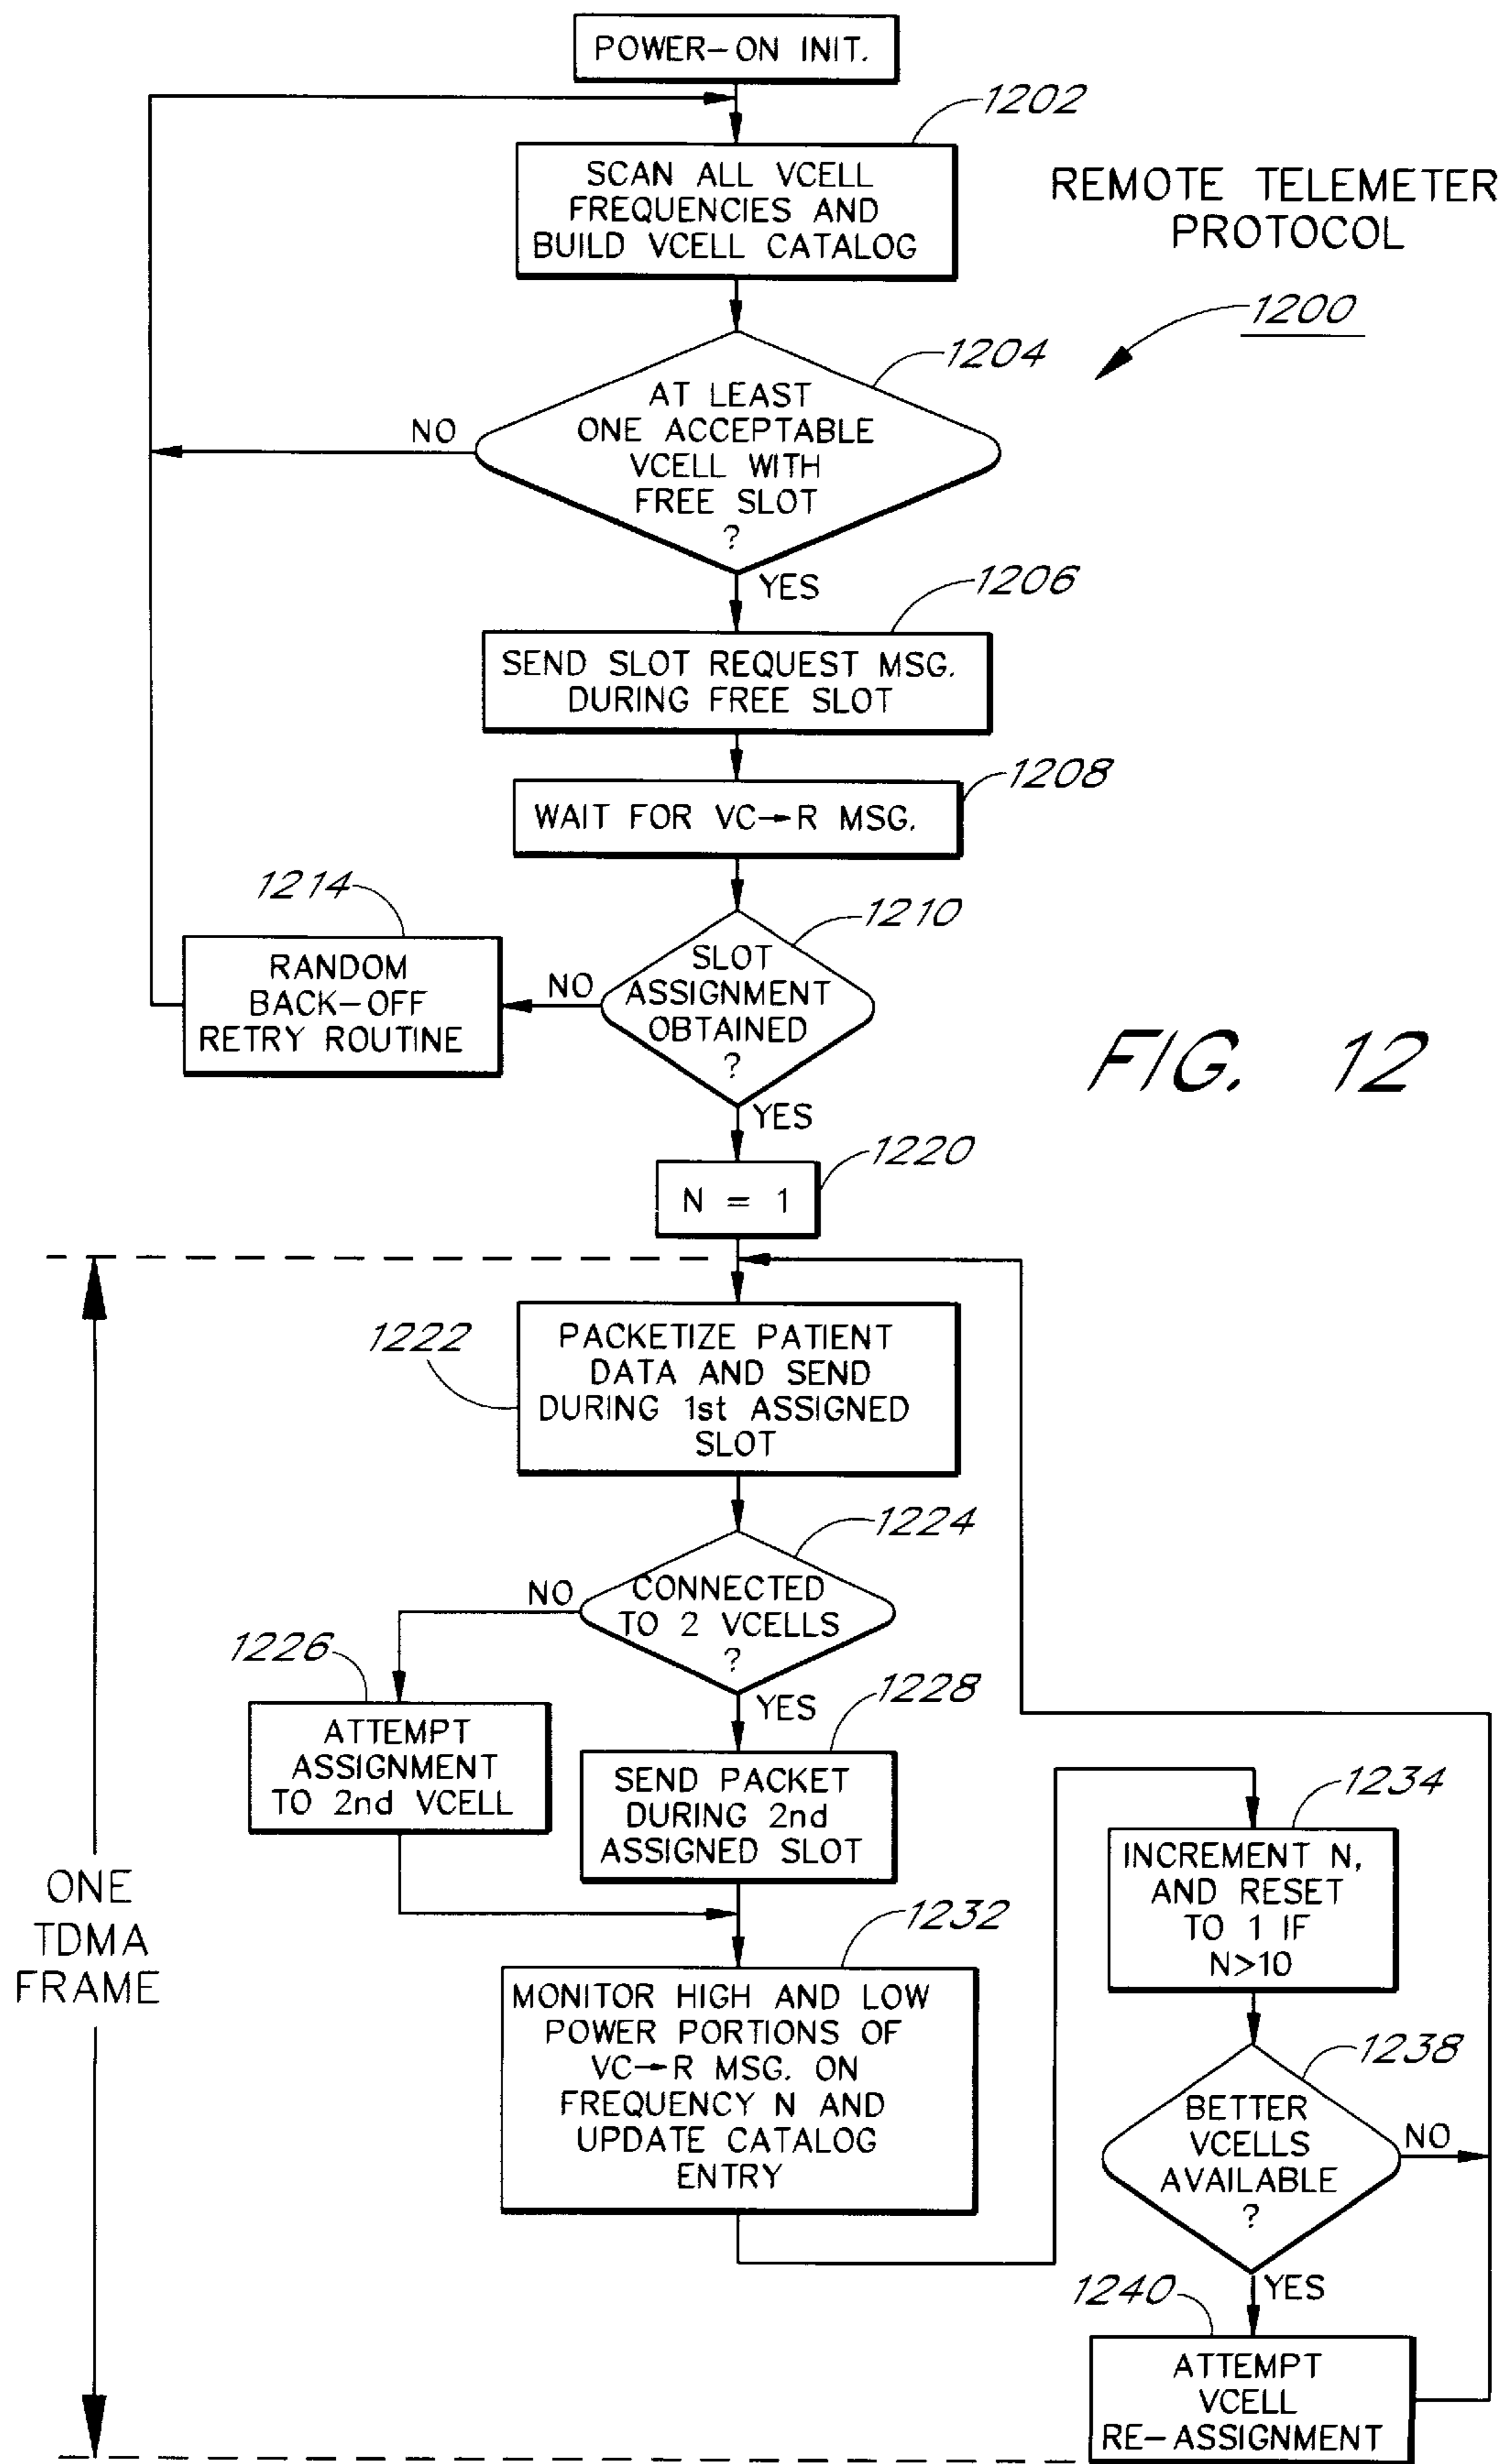 POWER-ON INIT.
1202
SCAN ALL VCELL
FREQUENCIES AND
BUILD VCELL CATALOG
REMOTE TELEMETER
PROTOCOL
1200
1204
AT LEAST
ONE ACCEPTABLE
VCELL WITH
FREE SLOT
?
NO
YES
1206
SEND SLOT REQUEST MSG.
DURING FREE SLOT
1208
WAIT FOR VC→R MSG.
1210
SLOT
ASSIGNMENT
OBTAINED
?
NO
1214
RANDOM
BACK-OFF
RETRY ROUTINE
FIG. 12
YES
1220
N = 1
1222
PACKETIZE PATIENT
DATA AND SEND
DURING 1st ASSIGNED
SLOT
1224
CONNECTED
TO 2 VCELLS
?
NO
1226
ATTEMPT
ASSIGNMENT
TO 2nd VCELL
YES
1228
SEND PACKET
DURING 2nd
ASSIGNED SLOT
ONE
TDMA
FRAME
1232
MONITOR HIGH AND LOW
POWER PORTIONS OF
VC→R MSG. ON
FREQUENCY N AND
UPDATE CATALOG
ENTRY
1234
INCREMENT N,
AND RESET
TO 1 IF
N>10
1238
BETTER
VCELLS
AVAILABLE
?
NO
YES
1240
ATTEMPT
VCELL
RE-ASSIGNMENT